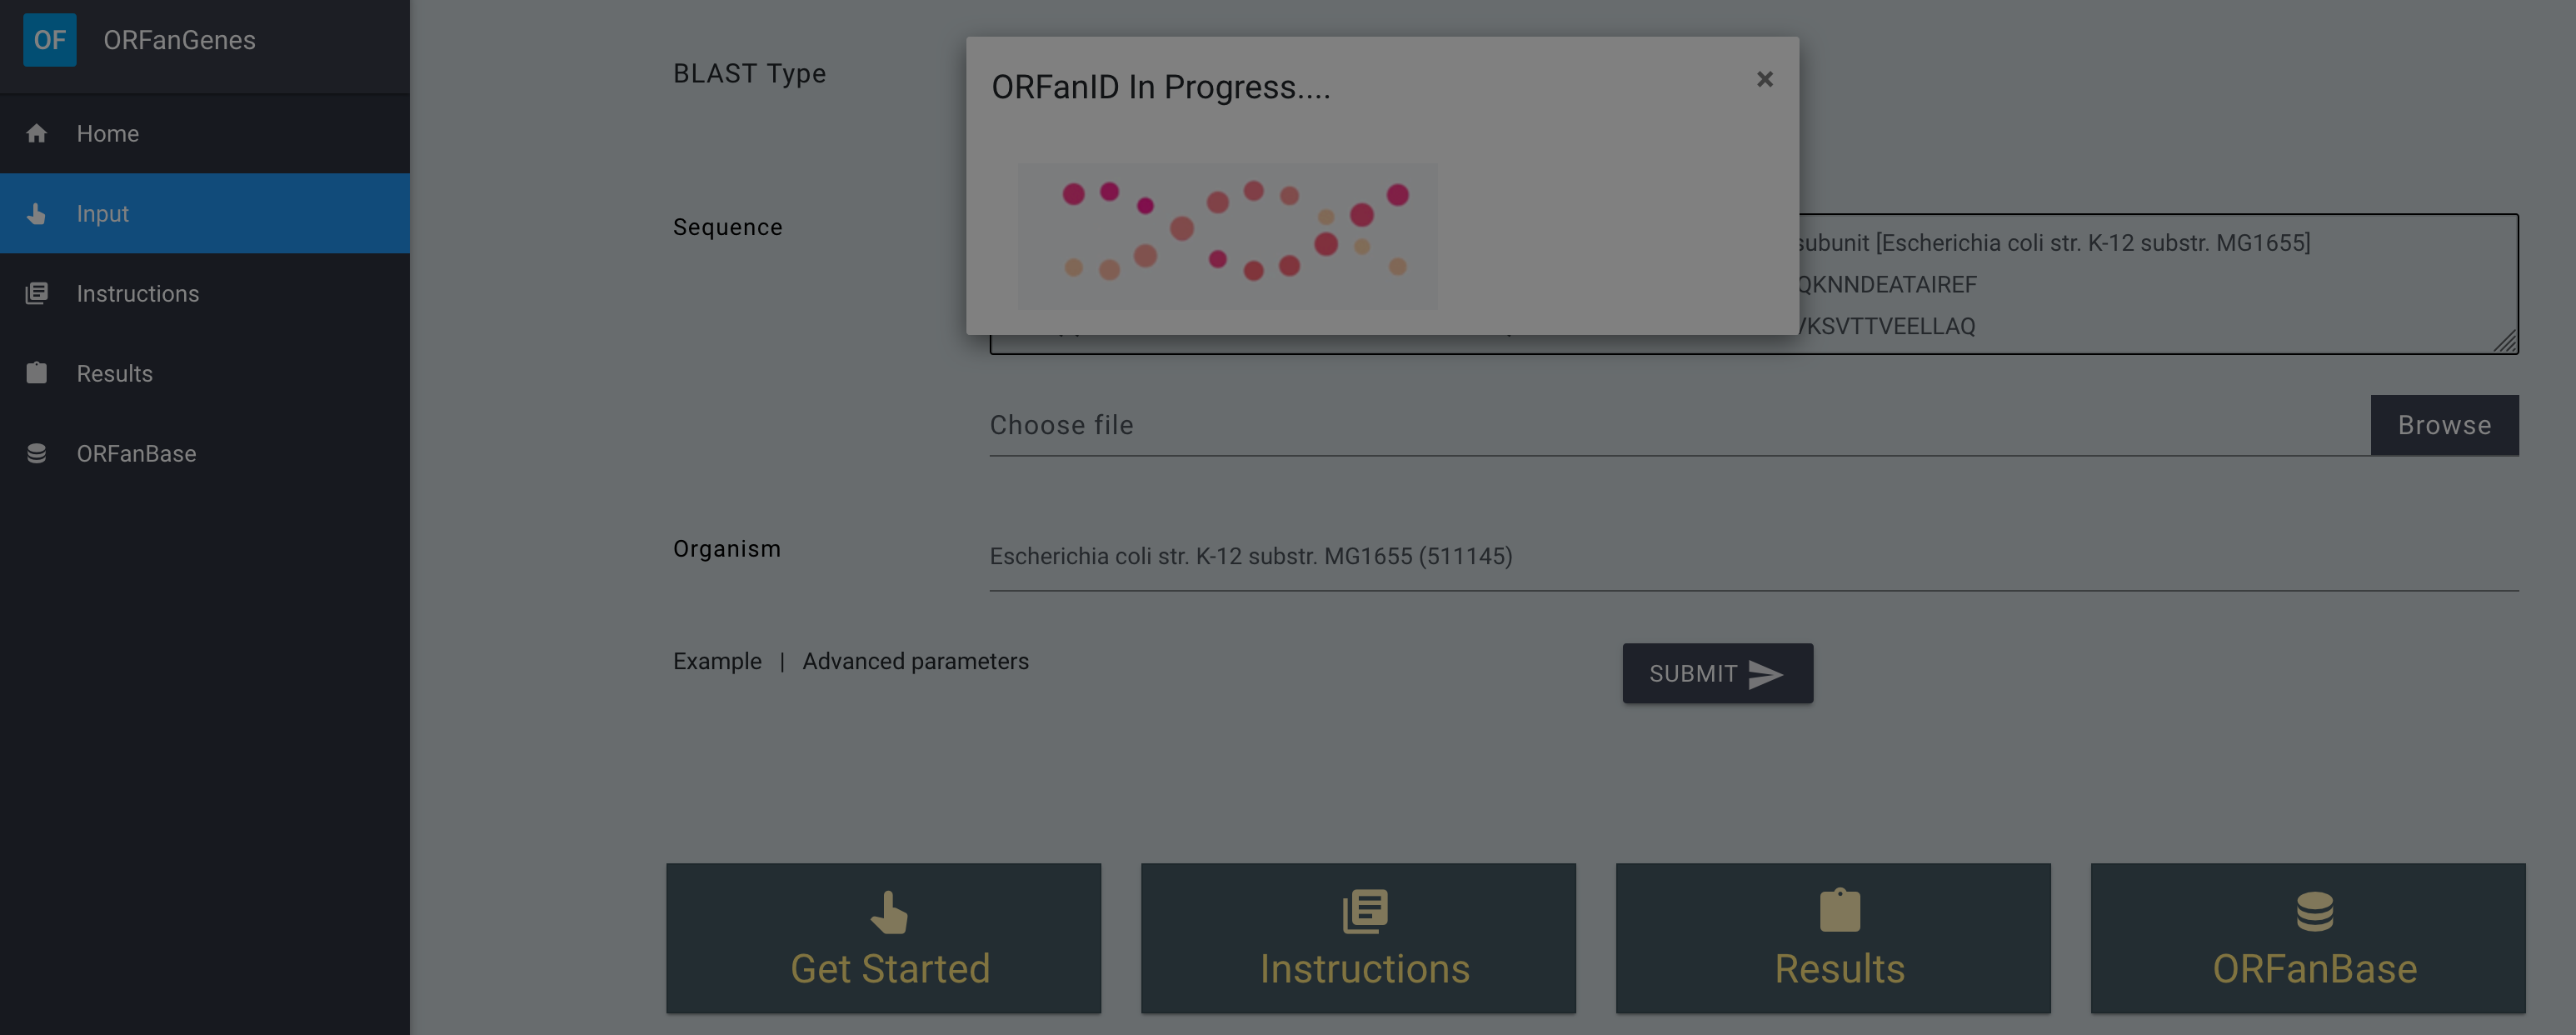 OF ORFanGenes
Home
Input
Instructions
Results
ORFanBase
BLAST Type
ORFanID In Progress....
×
Sequence
subunit [Escherichia coli str. K-12 substr. MG1655]
QKNNDEATAIREF
VKSVTTVEELLAQ
Choose file
Browse
Organism
Escherichia coli str. K-12 substr. MG1655 (511145)
Example | Advanced parameters
SUBMIT
Get Started
Instructions
Results
ORFanBase